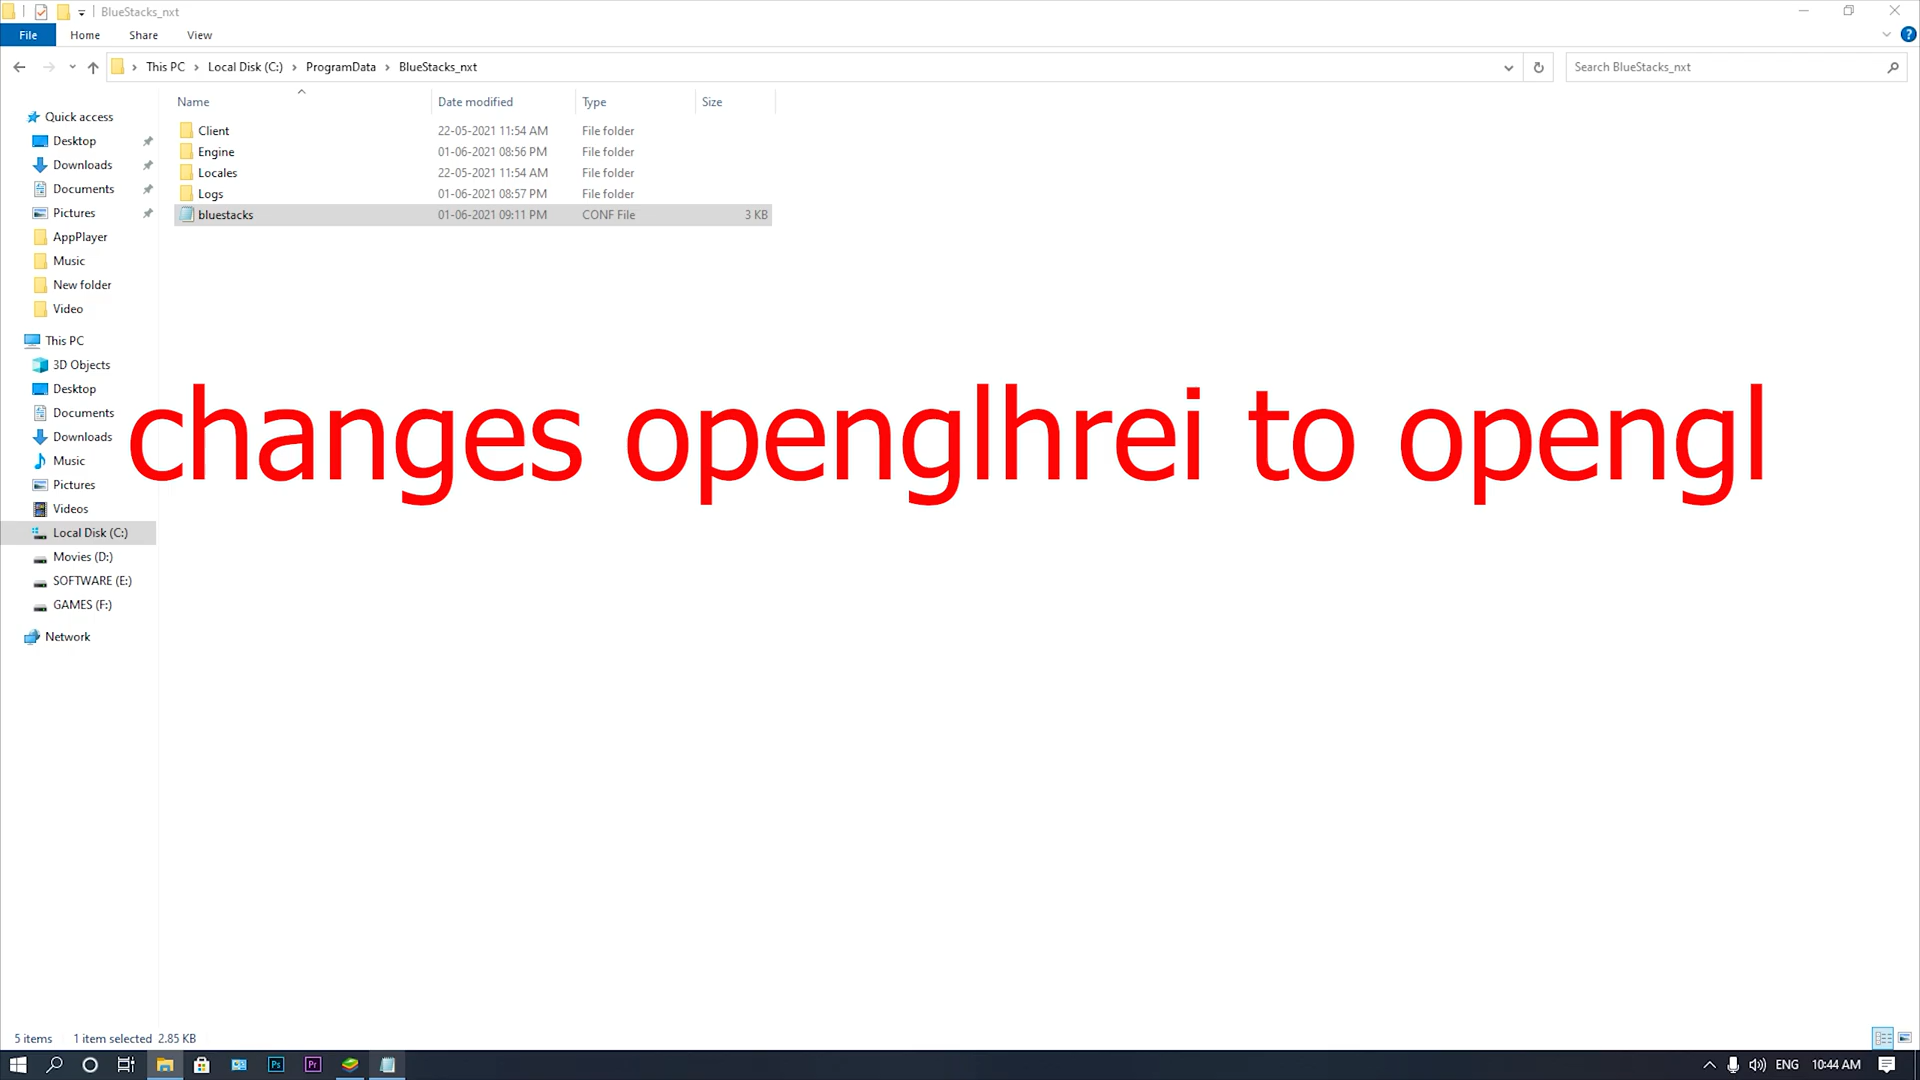 BlueStacks_nxt
File Home Share View
This PC Local Disk (C:) ProgramData BlueStacks_nxt
Search BlueStacks_nxt
Name Date modified Type Size
Client 22-05-2021 11:54 AM File folder
Engine 01-06-2021 08:56 PM File folder
Locales 22-05-2021 11:54 AM File folder
Logs 01-06-2021 08:57 PM File folder
bluestacks 01-06-2021 09:11 PM CONF File 3 KB
Quick access
Desktop
Downloads
Documents
Pictures
AppPlayer
Music
New folder
Video
This PC
3D Objects
Desktop
Documents
Downloads
Music
Pictures
Videos
Local Disk (C:)
Movies (D:)
SOFTWARE (E:)
GAMES (F:)
Network
changes openglhrei to opengl
5 items 1 item selected 2.85 KB
Ps Pr
ENG 10:44 AM